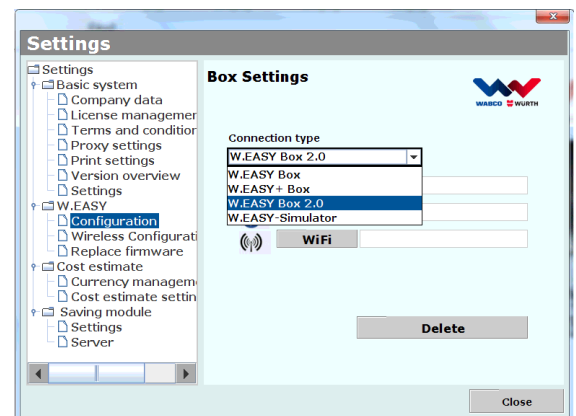 Settings
Settings
Basic system
Company data
License managemer
Terms and condition
Proxy settings
Print settings
Version overview
Settings
W.EASY
Configuration
Wireless Configurati
Replace firmware
Cost estimate
Currency managem
Cost estimate settin
Saving module
Settings
Server
Box Settings
WABCO WÜRTH
Connection type
W.EASY Box 2.0
W.EASY Box
W.EASY+ Box
W.EASY Box 2.0
W.EASY-Simulator
WiFi
Delete
Close